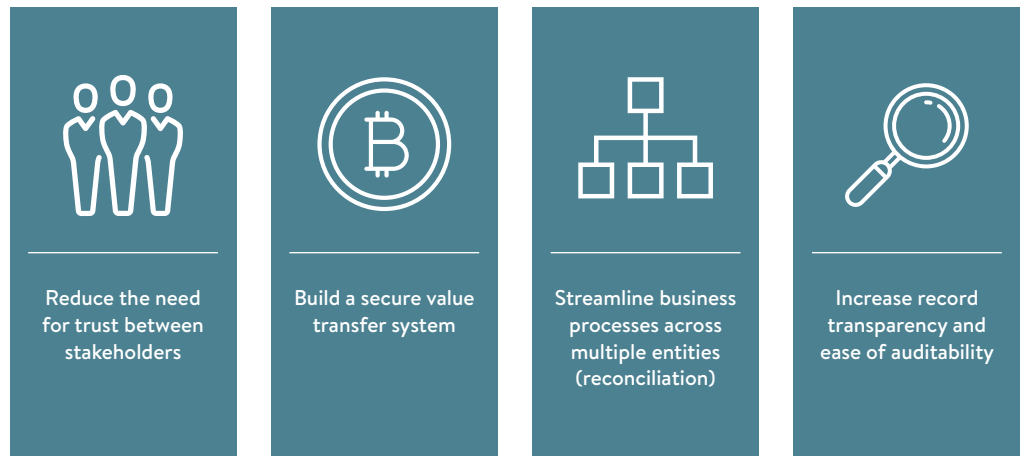 Reduce the need
for trust between
stakeholders
Build a secure value
transfer system
Streamline business
processes across
multiple entities
(reconciliation)
Increase record
transparency and
ease of auditability